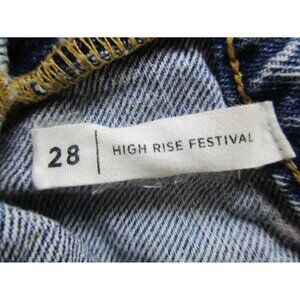 28 | HIGH RISE FESTIVAL